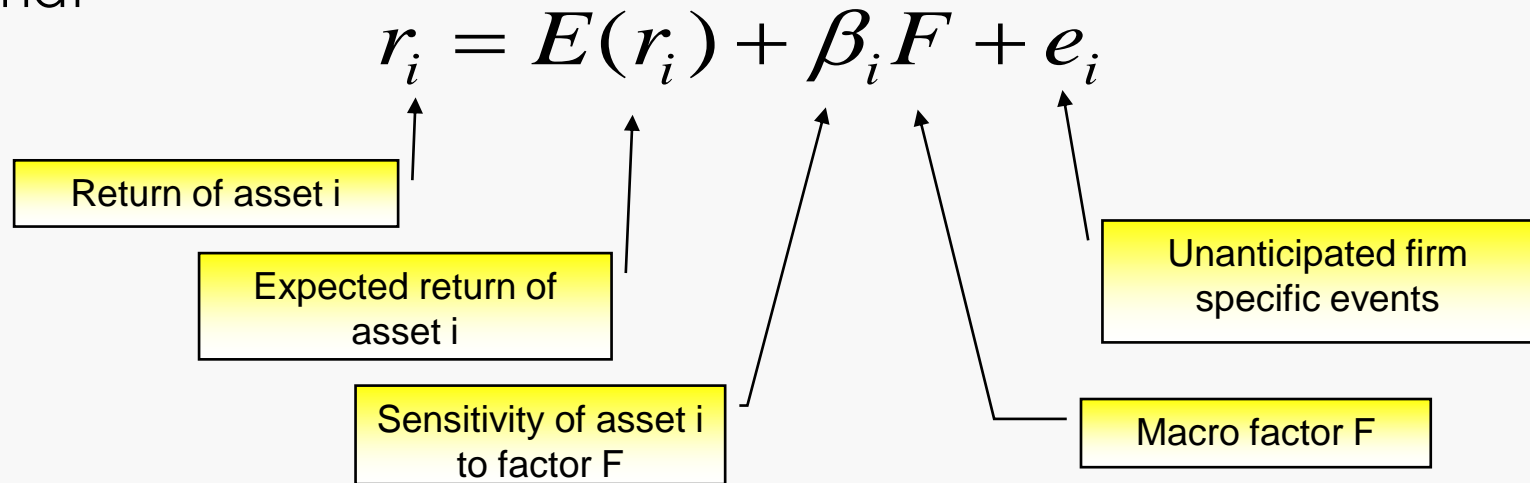 r_i = E(r_i) + β_i F + e_i
Return of asset i
Expected return of
asset i
Sensitivity of asset i
to factor F
Unanticipated firm
specific events
Macro factor F